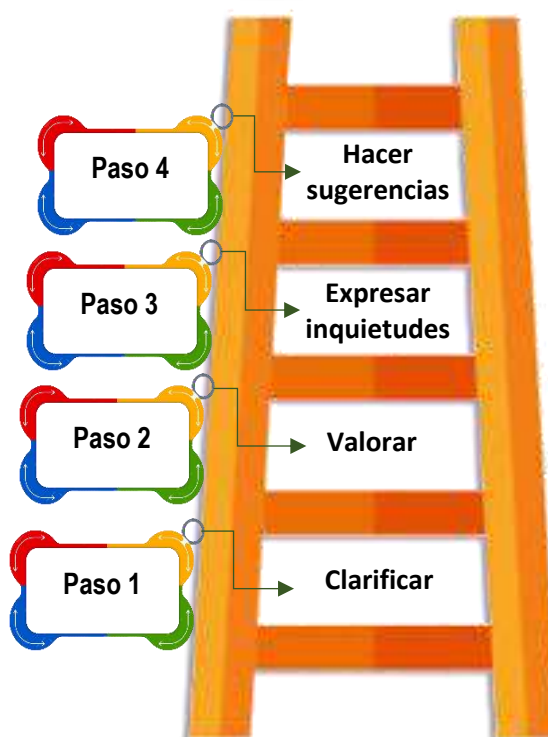 Paso 4
Hacer
sugerencias
Paso 3
Expresar
inquietudes
Paso 2
Valorar
Paso 1
Clarificar